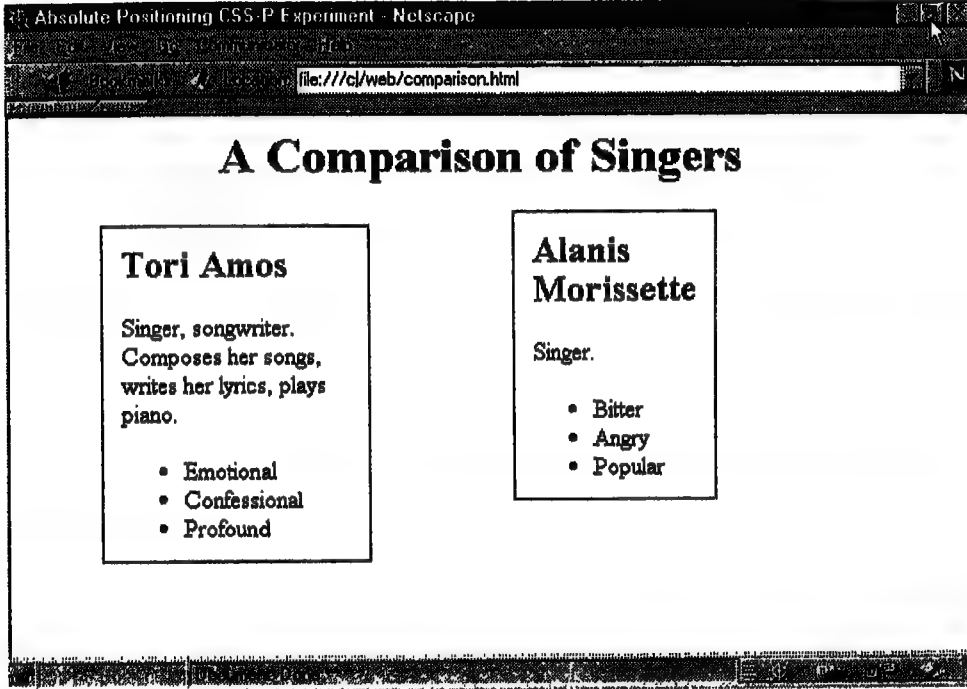 Absolute Positioning CSS-P Experiment - Netscape
file:///c|/web/comparison.html
N
A Comparison of Singers
Tori Amos
Singer, songwriter.
Composes her songs,
writes her lyrics, plays
piano.
• Emotional
• Confessional
• Profound
Alanis
Morissette
Singer.
• Bitter
• Angry
• Popular